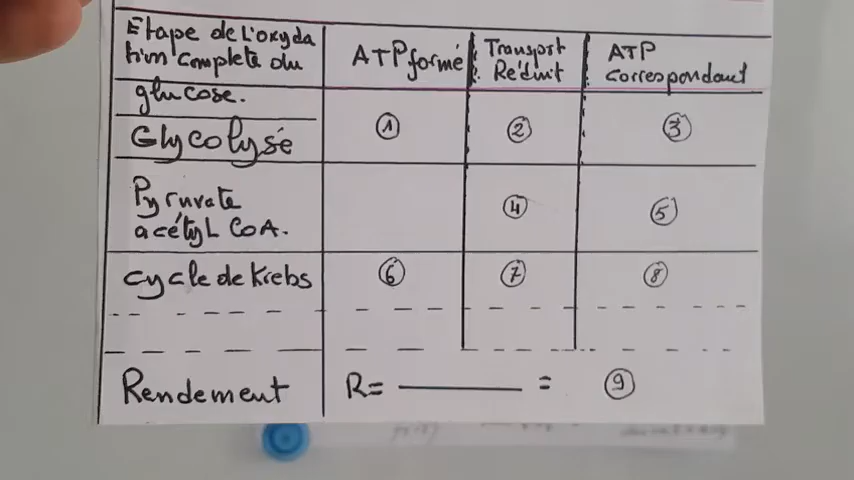 Etape de l'oxyda
tion complete du
glucose.
ATP formé
Transport
Réduit
ATP
correspondant
Glycolyse
①
②
③
Pyruvate
acétyl CoA.
④
⑤
cycle de Krebs
⑥
⑦
⑧
Rendement
R= ———— = ⑨